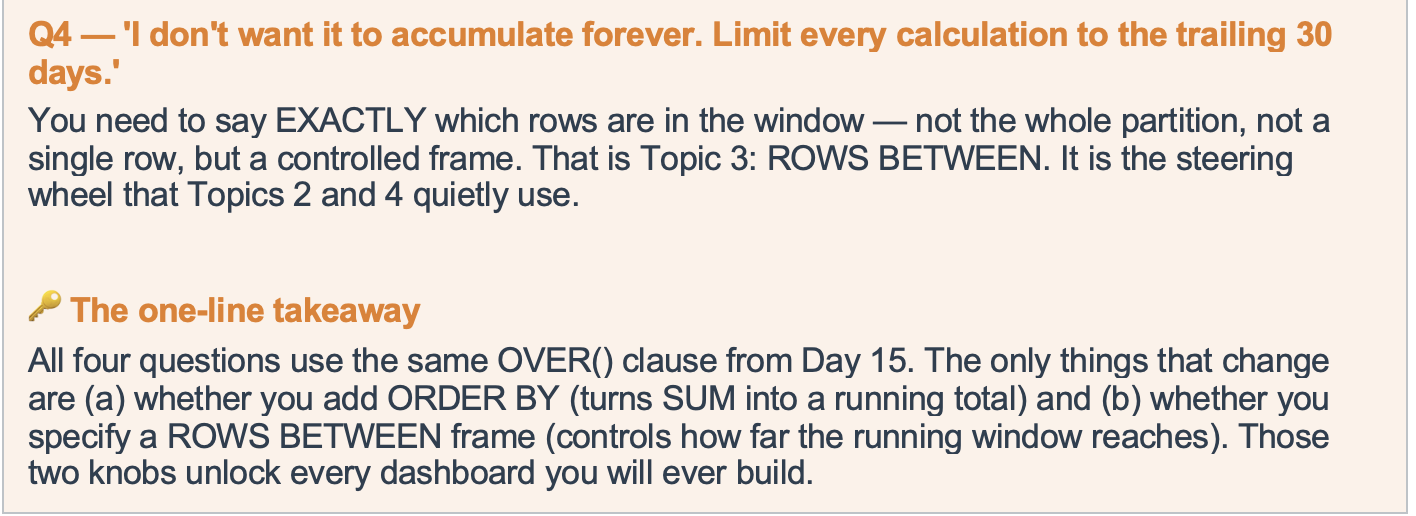 Q4 — 'I don't want it to accumulate forever. Limit every calculation to the trailing 30
days.'
You need to say EXACTLY which rows are in the window — not the whole partition, not a
single row, but a controlled frame. That is Topic 3: ROWS BETWEEN. It is the steering
wheel that Topics 2 and 4 quietly use.
🔑 The one-line takeaway
All four questions use the same OVER() clause from Day 15. The only things that change
are (a) whether you add ORDER BY (turns SUM into a running total) and (b) whether you
specify a ROWS BETWEEN frame (controls how far the running window reaches). Those
two knobs unlock every dashboard you will ever build.